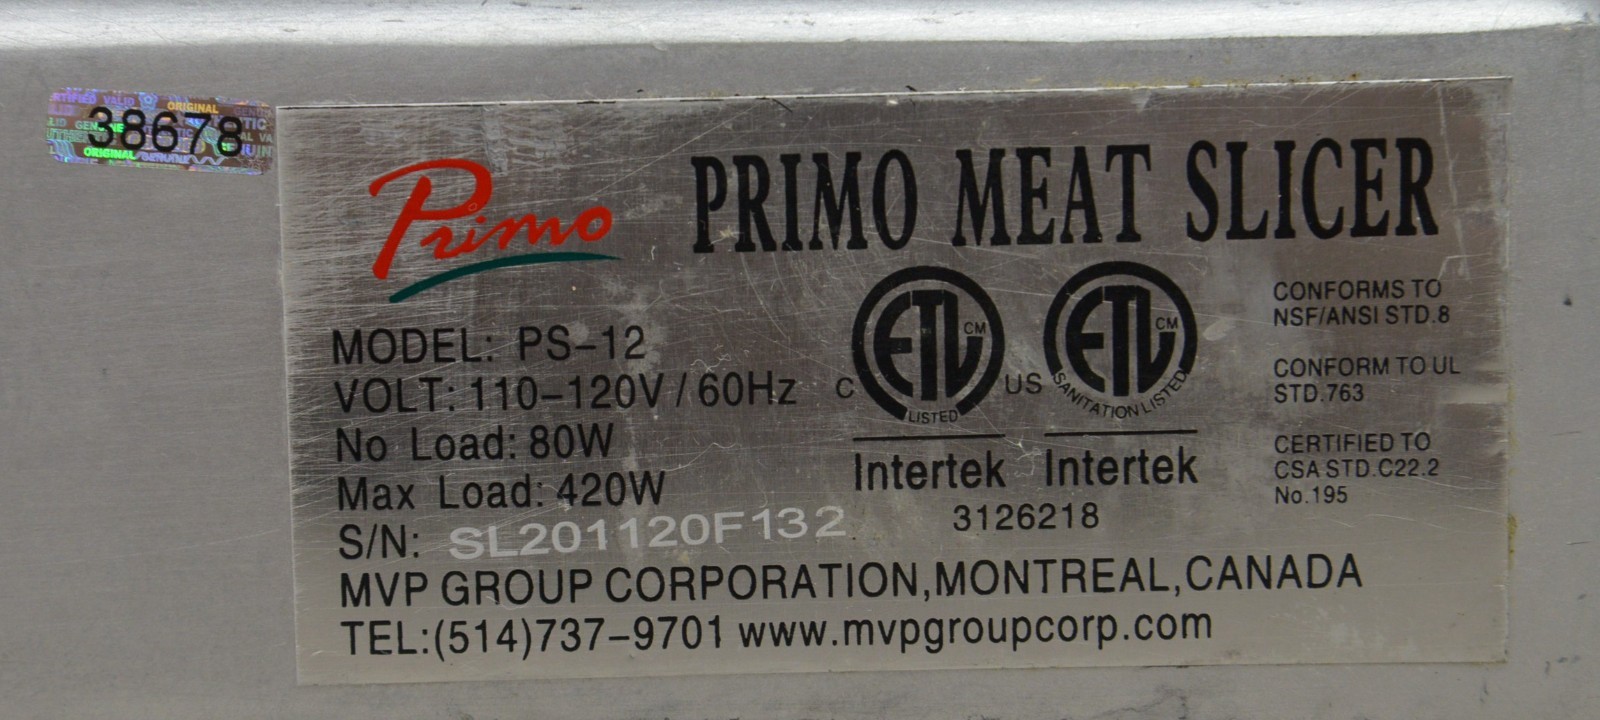 38678
Primo
PRIMO MEAT SLICER
MODEL: PS-12
VOLT: 110-120V / 60Hz
No Load: 80W
Max Load: 420W
S/N: SL201120F132
C ETL CM US
LISTED
Intertek
ETL CM
SANITATION LISTED
Intertek
3126218
CONFORMS TO
NSF/ANSI STD.8
CONFORM TO UL
STD.763
CERTIFIED TO
CSA STD.C22.2
No.195
MVP GROUP CORPORATION,MONTREAL,CANADA
TEL:(514)737-9701 www.mvpgroupcorp.com